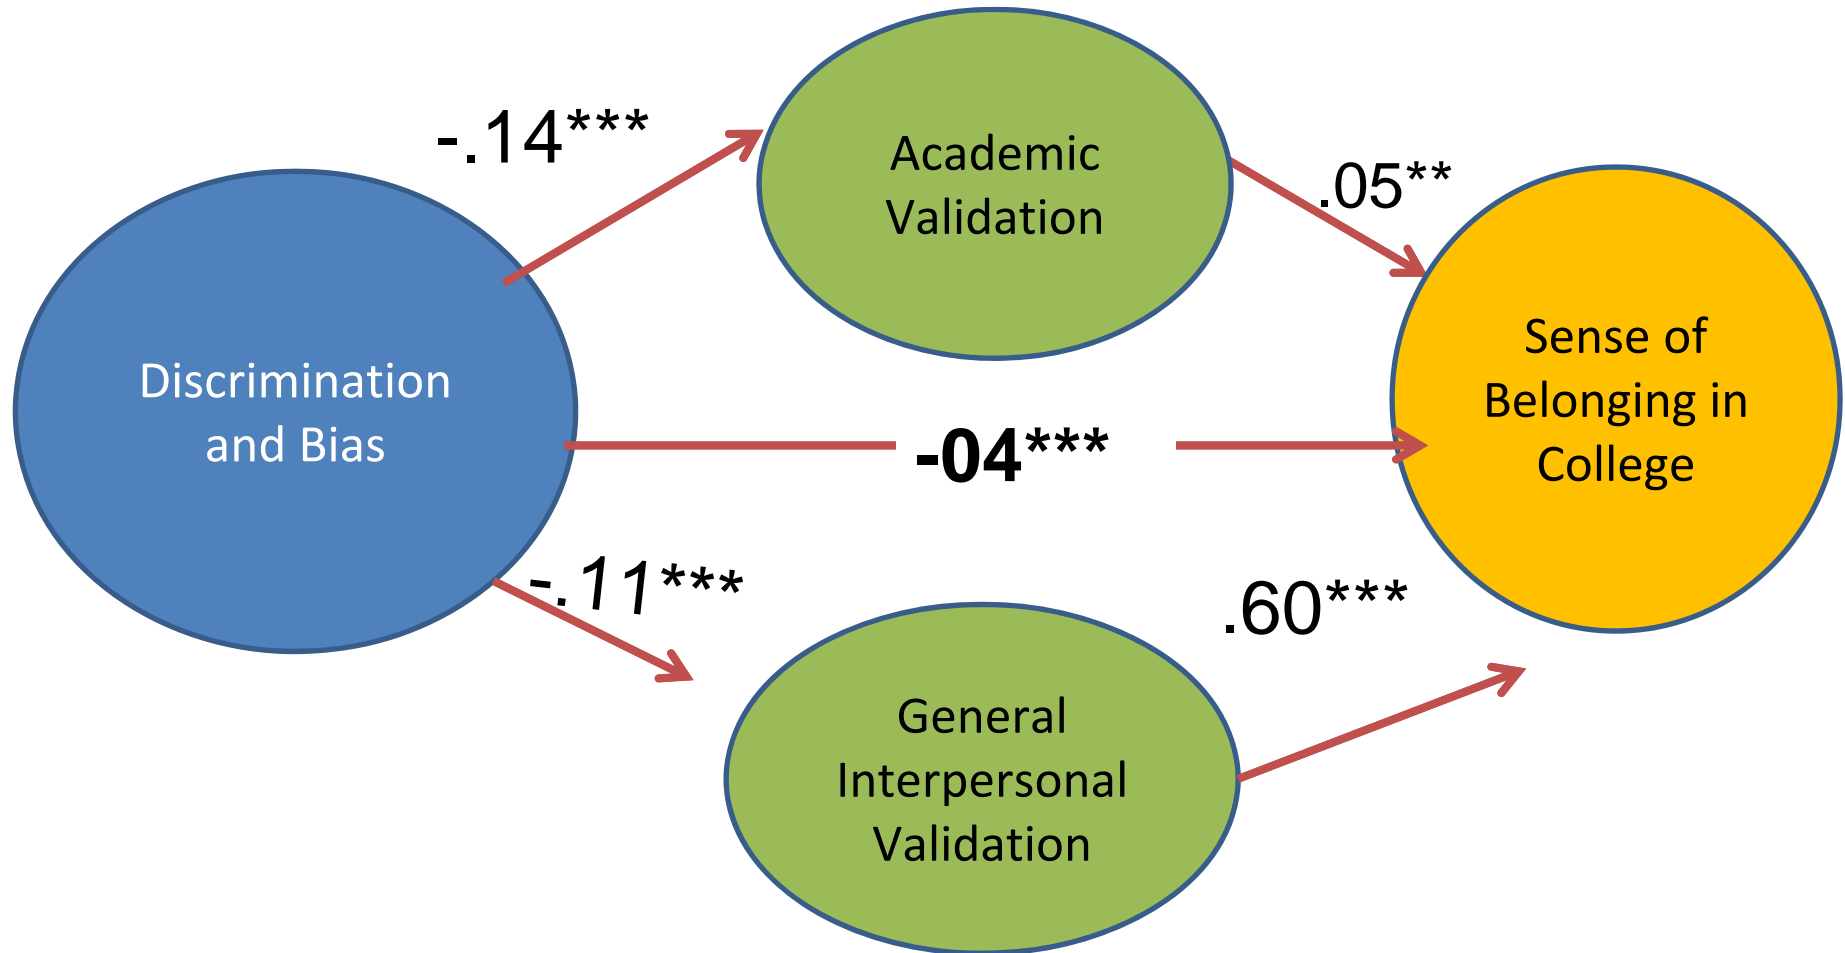 -.14***
Academic
Validation
.05**
Discrimination
and Bias
-04***
Sense of
Belonging in
College
-.11***
.60***
General
Interpersonal
Validation